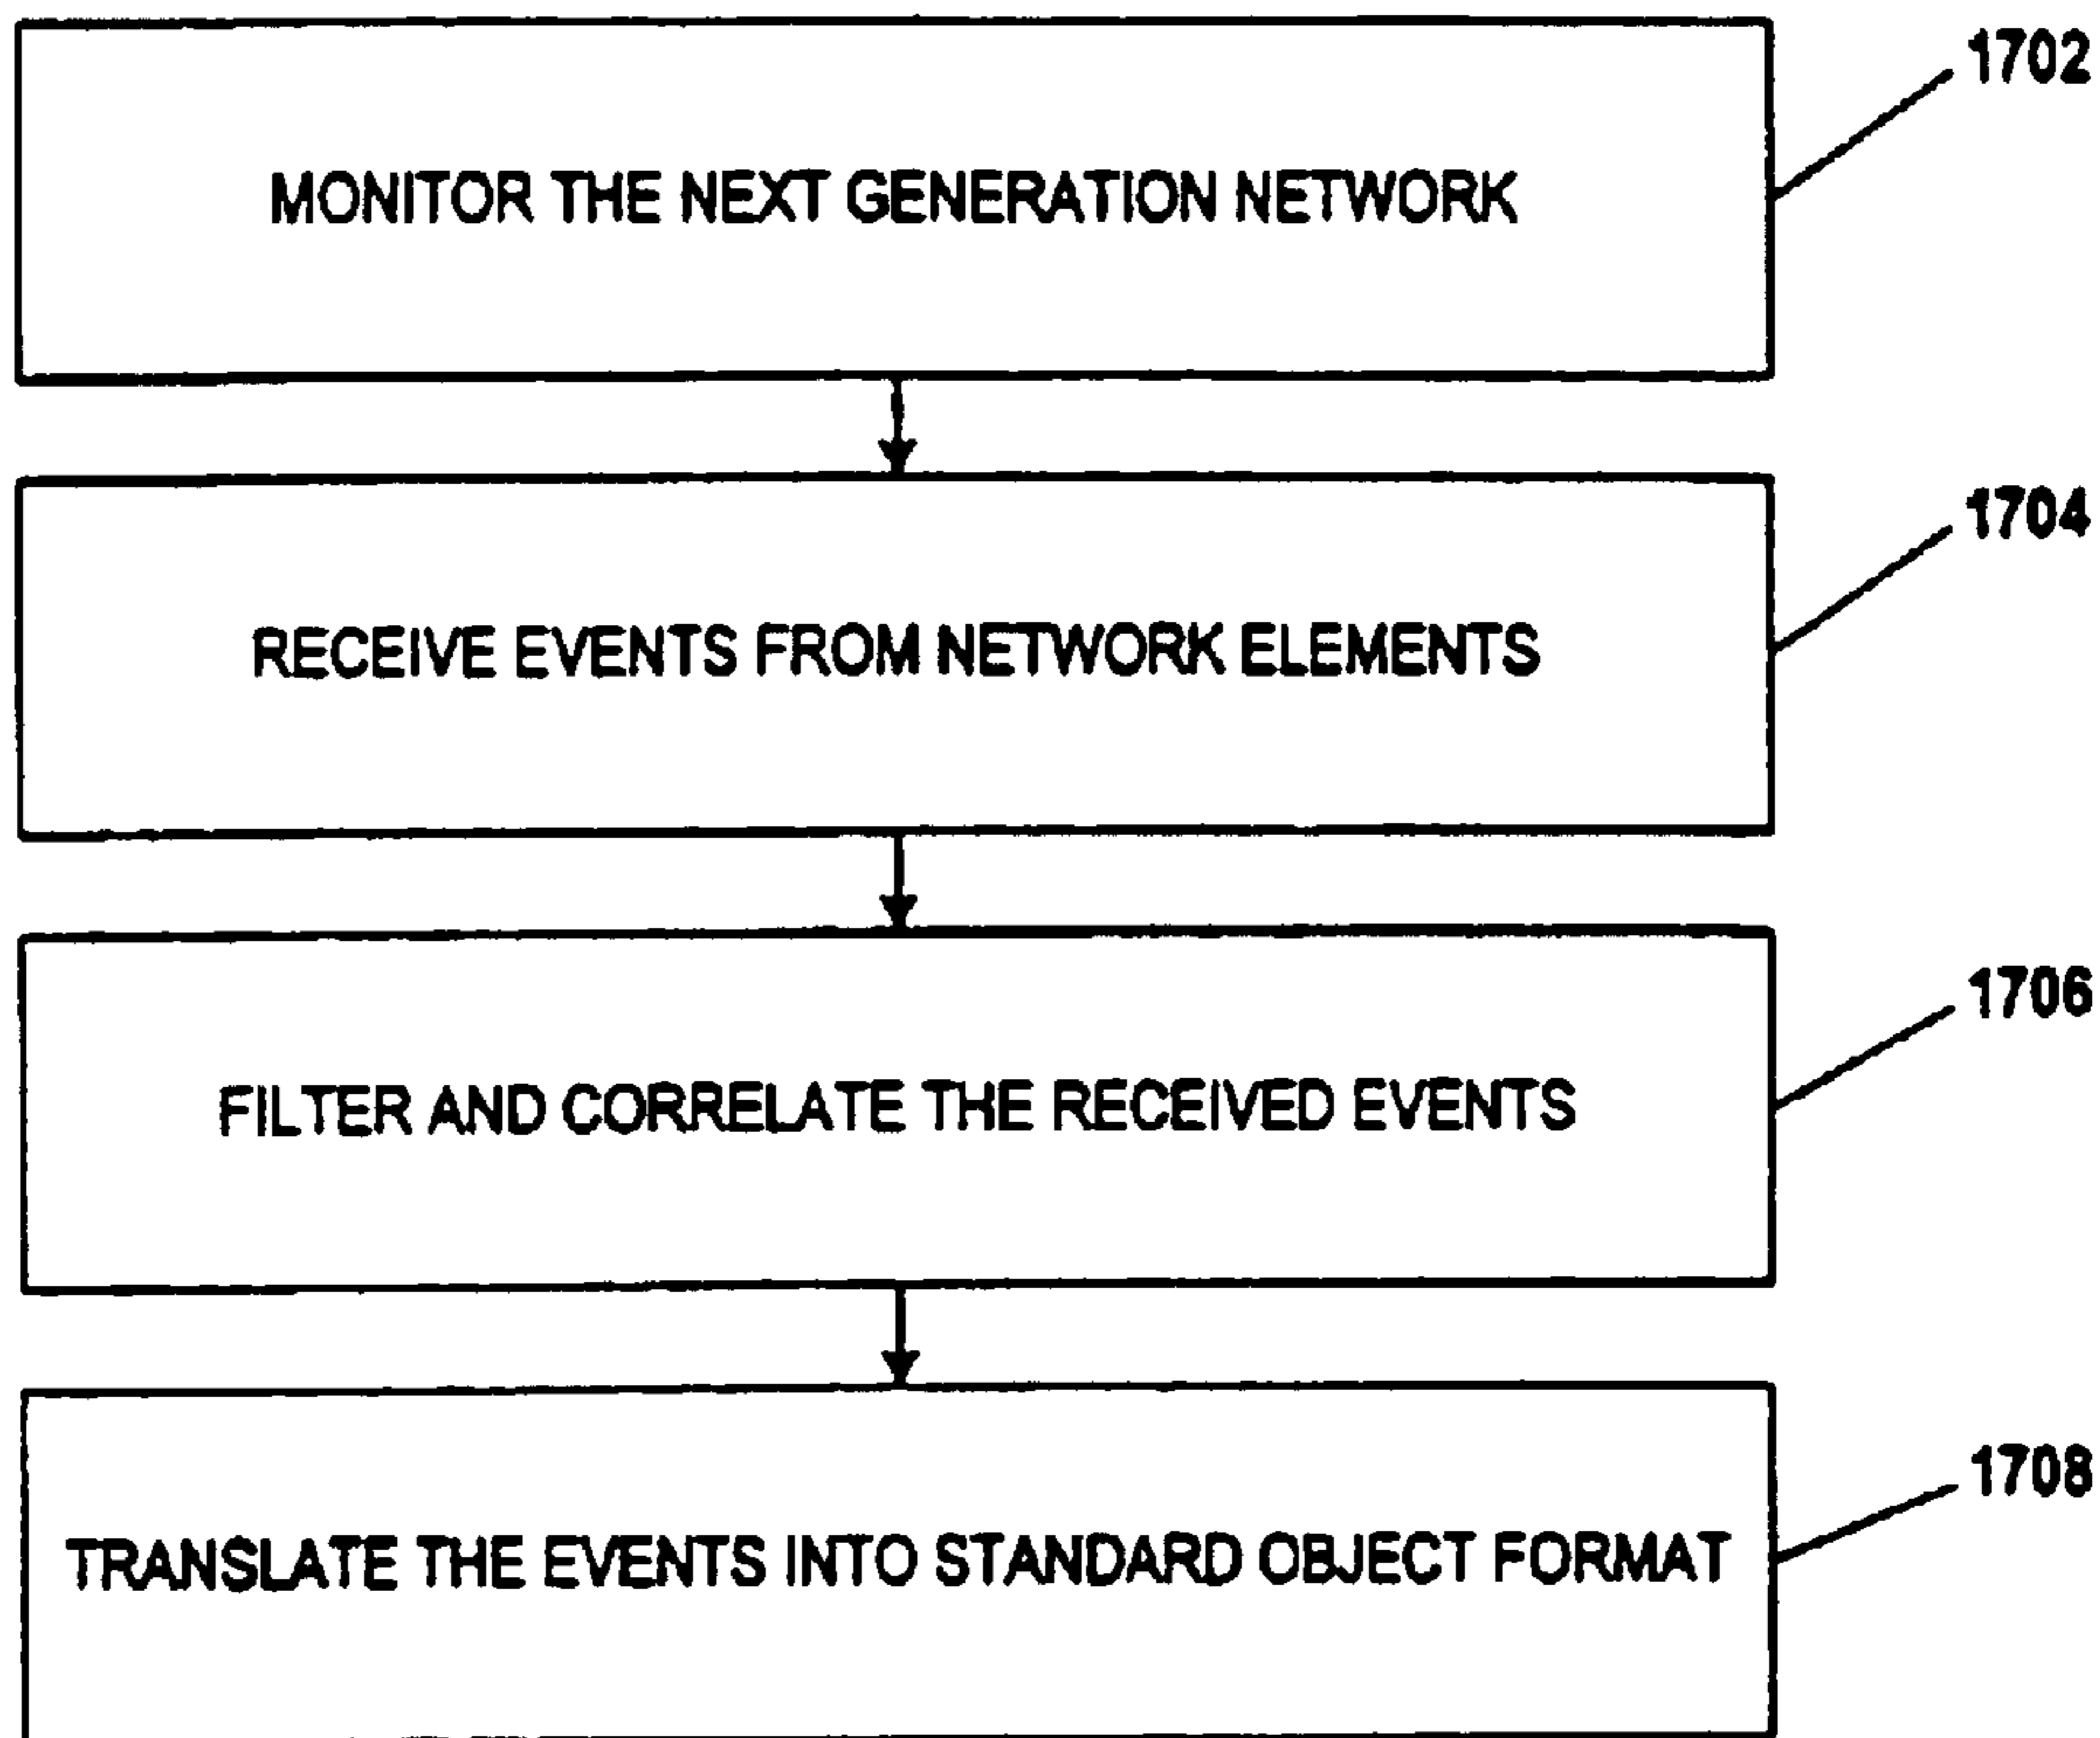 1702
MONITOR THE NEXT GENERATION NETWORK
1704
RECEIVE EVENTS FROM NETWORK ELEMENTS
1706
FILTER AND CORRELATE THE RECEIVED EVENTS
1708
TRANSLATE THE EVENTS INTO STANDARD OBJECT FORMAT